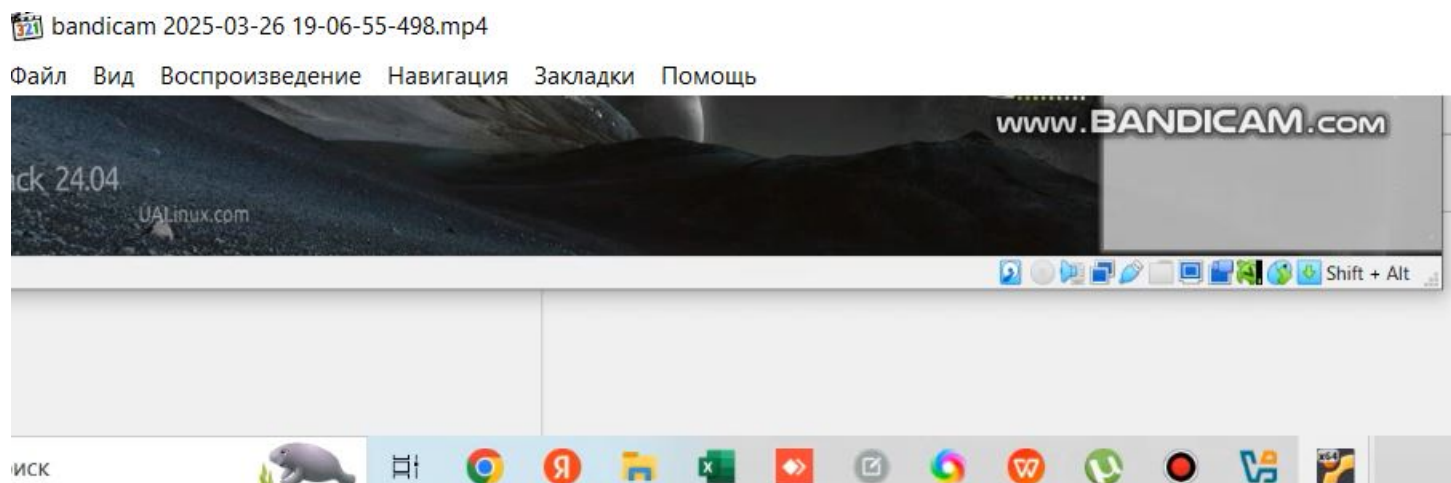 bandicam 2025-03-26 19-06-55-498.mp4
Файл Вид Воспроизведение Навигация Закладки Помощь
www.BANDICAM.com
ck 24.04
UALinux.com
Shift + Alt
иск